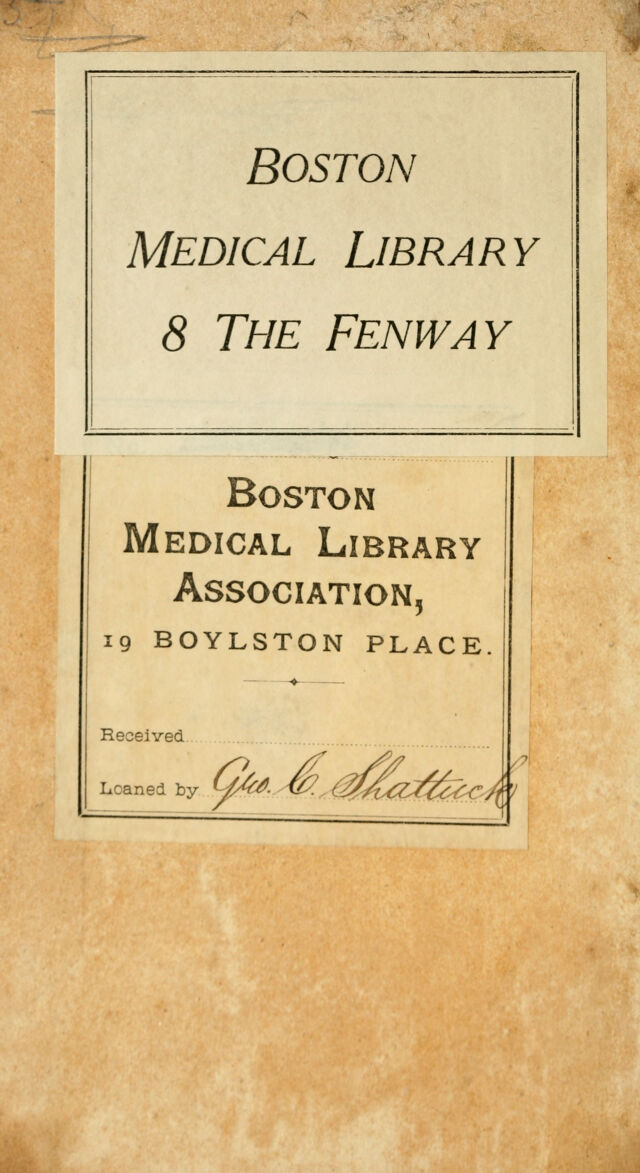 BOSTON
MEDICAL LIBRARY
8 THE FENWAY
BOSTON
MEDICAL LIBRARY
ASSOCIATION,
19 BOYLSTON PLACE.
Received
Loaned by Geo. C. Shattuck